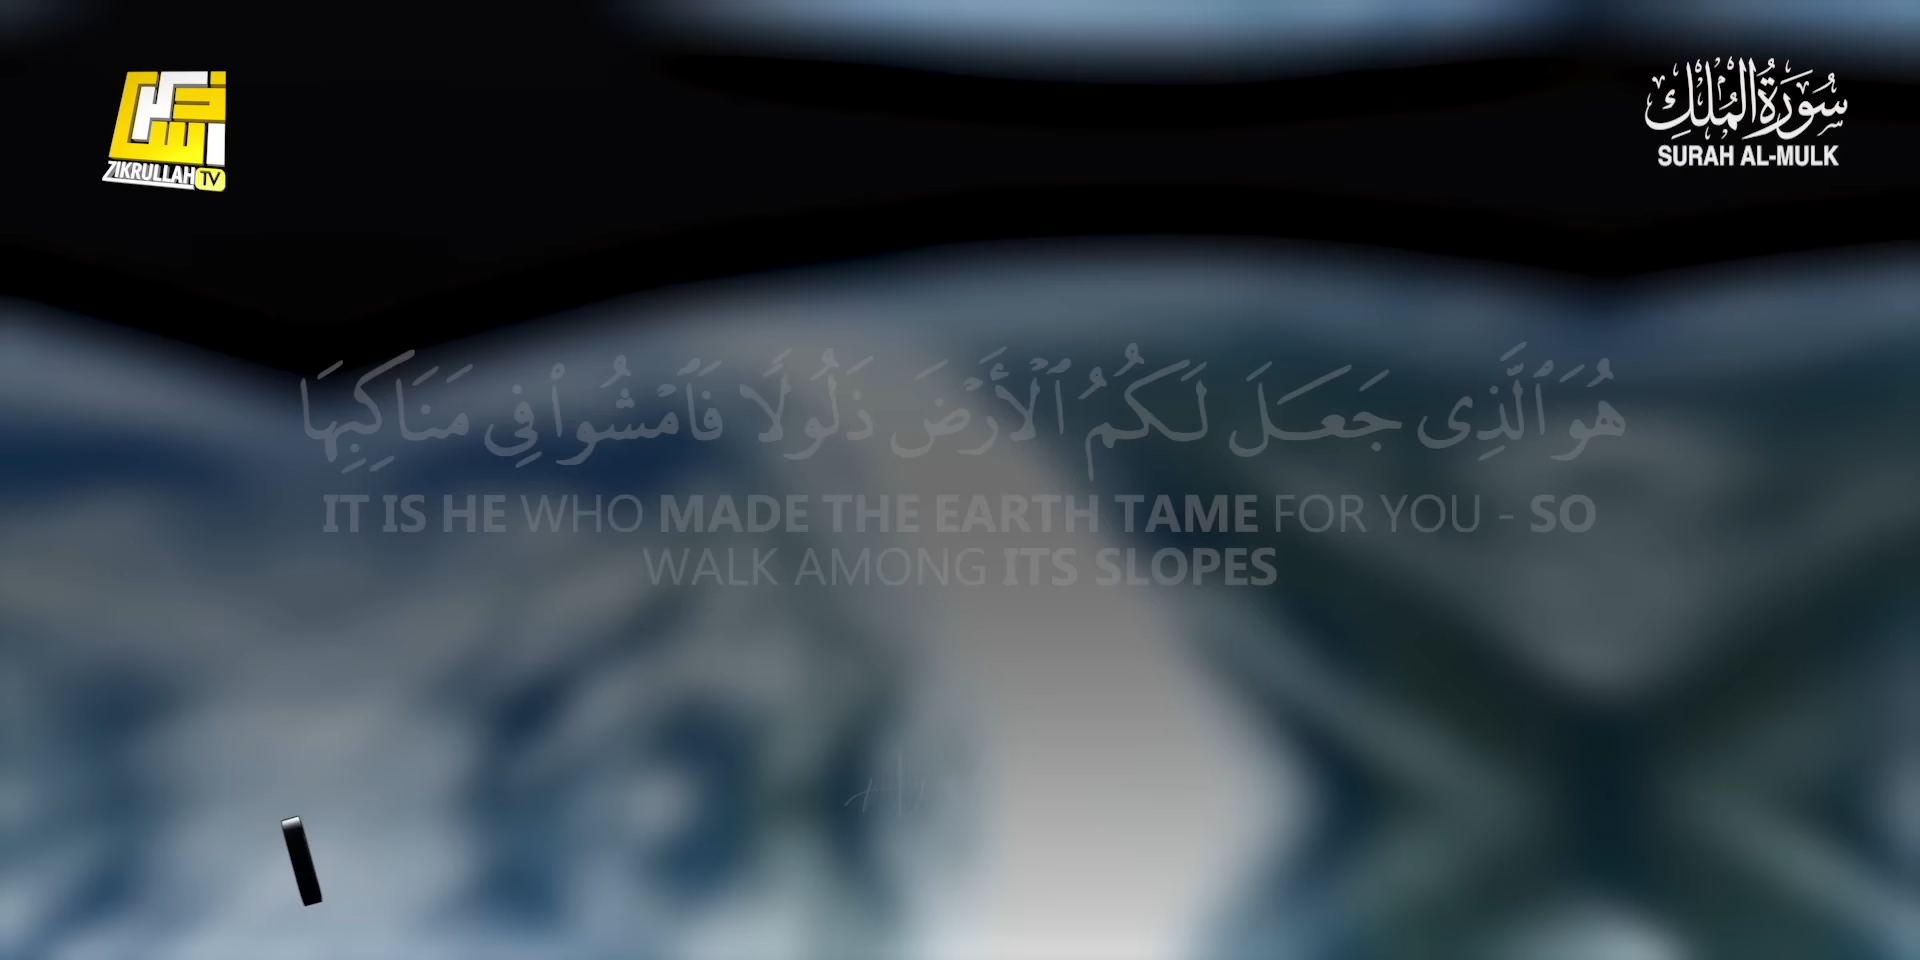 ZIKRULLAH TV
سُورَةُ الْمُلْكِ
SURAH AL-MULK
هُوَ ٱلَّذِى جَعَلَ لَكُمُ ٱلْأَرْضَ ذَلُولًا فَٱمْشُوا۟ فِى مَنَاكِبِهَا
IT IS HE WHO MADE THE EARTH TAME FOR YOU - SO
WALK AMONG ITS SLOPES